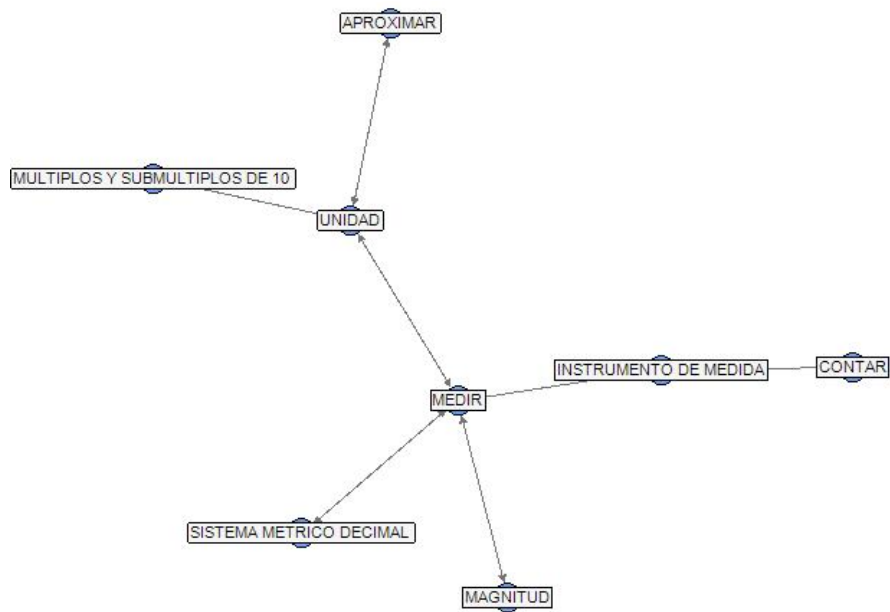 APROXIMAR
MULTIPLOS Y SUBMULTIPLOS DE 10
UNIDAD
INSTRUMENTO DE MEDIDA
CONTAR
MEDIR
SISTEMA METRICO DECIMAL
MAGNITUD